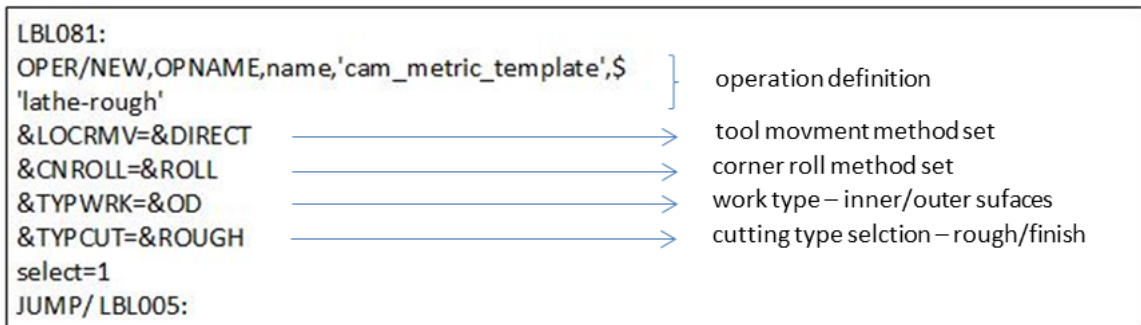 LBL081:
OPER/NEW,OPNAME,name,'cam_metric_template',$
'lathe-rough'
operation definition
&LOCRMV=&DIRECT
tool movment method set
&CNROLL=&ROLL
corner roll method set
&TYPWRK=&OD
work type – inner/outer sufaces
&TYPCUT=&ROUGH
cutting type selction – rough/finish
select=1
JUMP/ LBL005: